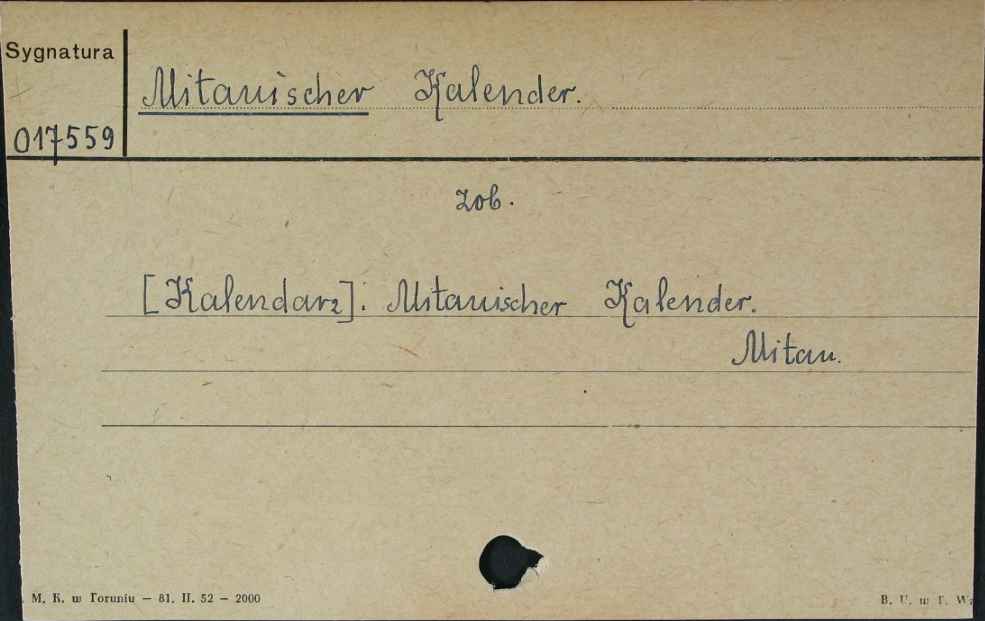 Sygnatura
Mitauischer Kalender.
017559
zob.
[Kalendarz]: Mitauischer Kalender.
Mitau.
M. K. w Toruniu — 81. II. 52 — 2000
B. U. w T.